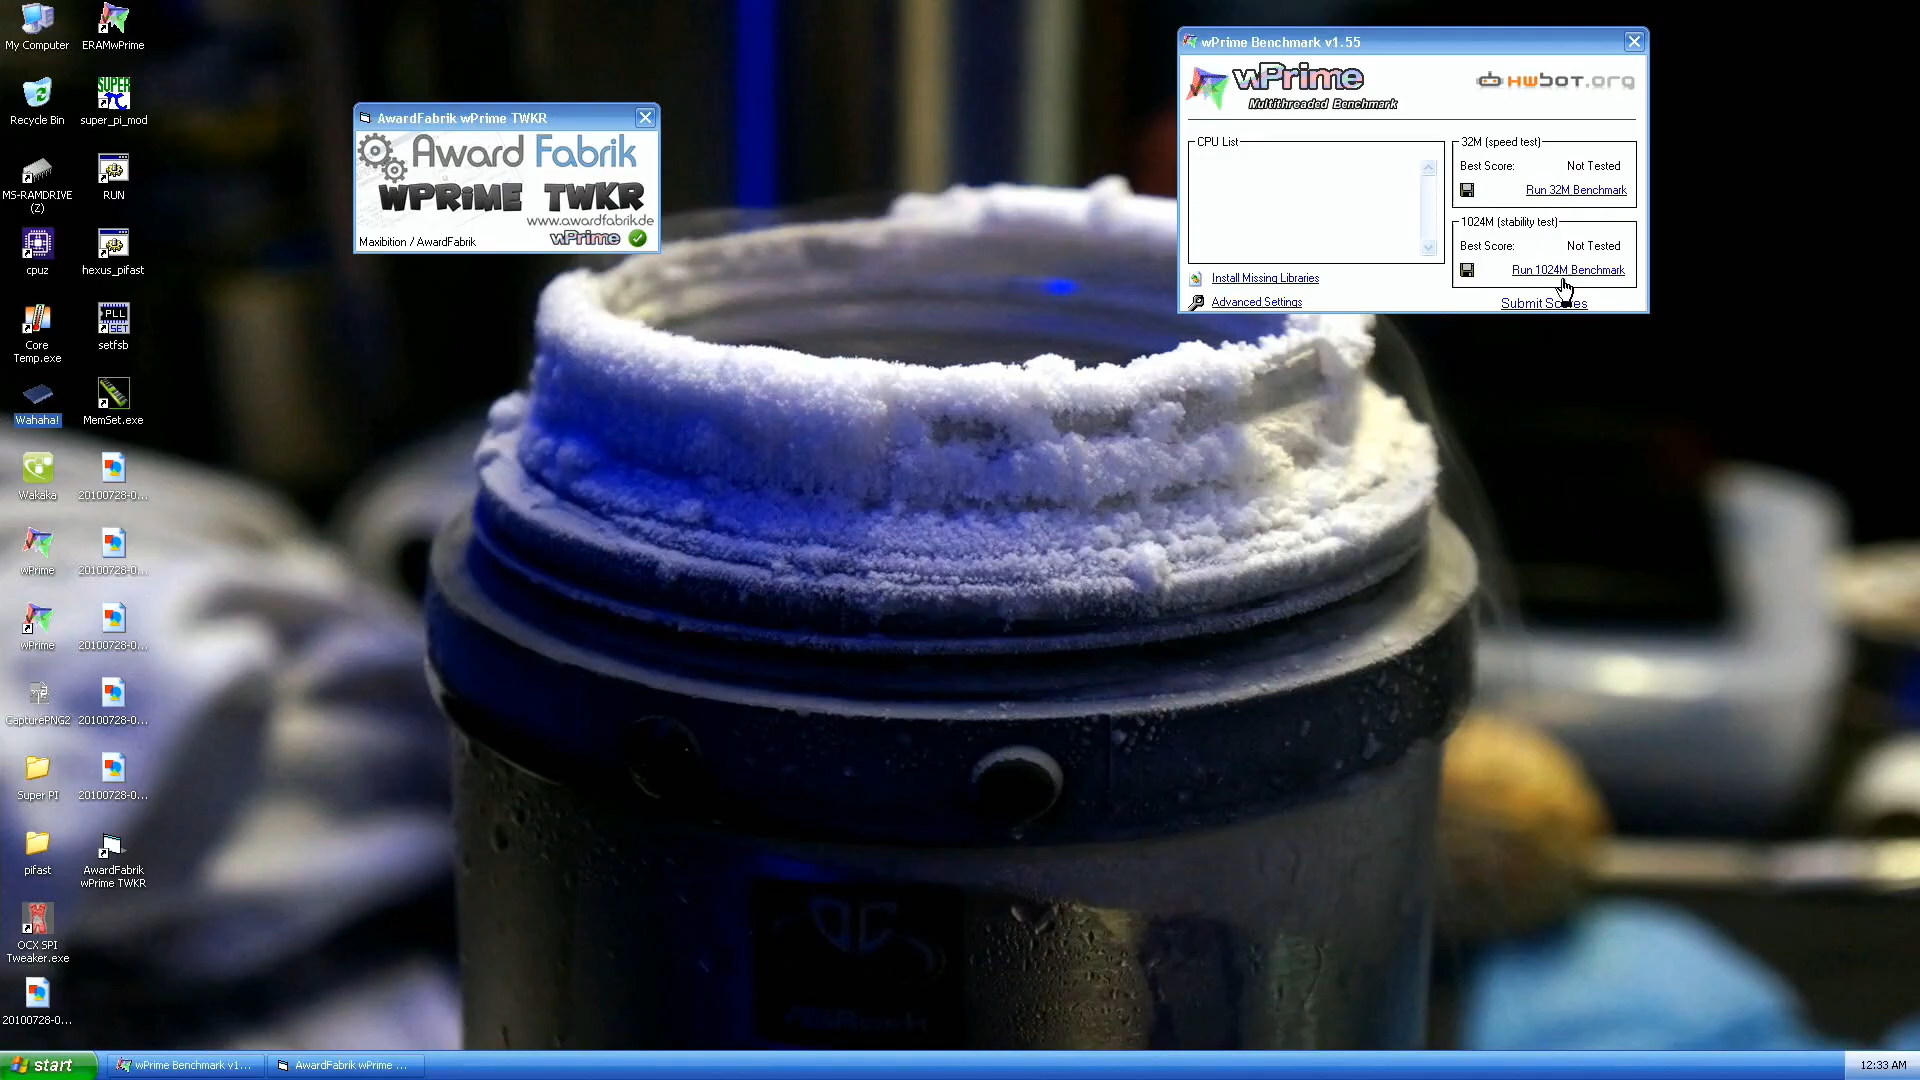 My Computer
ERAMwPrime
Recycle Bin
SUPER
super_pi_mod
MS-RAMDRIVE
(Z)
RUN
cpuz
hexus_pifast
Core
Temp.exe
PLL
SET
setfsb
Wahaha!
MemSet.exe
Wakaka
20100728-0...
wPrime
20100728-0...
wPrime
20100728-0...
CapturePNG2
20100728-0...
Super PI
20100728-0...
pifast
AwardFabrik
wPrime TWKR
OCX SPI
Tweaker.exe
20100728-0...
AwardFabrik wPrime TWKR
Award Fabrik
WPRiME TWKR
www.awardfabrik.de
Maxibition / AwardFabrik
wPrime
wPrime Benchmark v1.55
wPrime
Multithreaded Benchmark
HWBOT.org
CPU List
32M (speed test)
Best Score: Not Tested
Run 32M Benchmark
1024M (stability test)
Best Score: Not Tested
Run 1024M Benchmark
Install Missing Libraries
Advanced Settings
Submit Scores
start
wPrime Benchmark v1...
AwardFabrik wPrime ...
12:33 AM